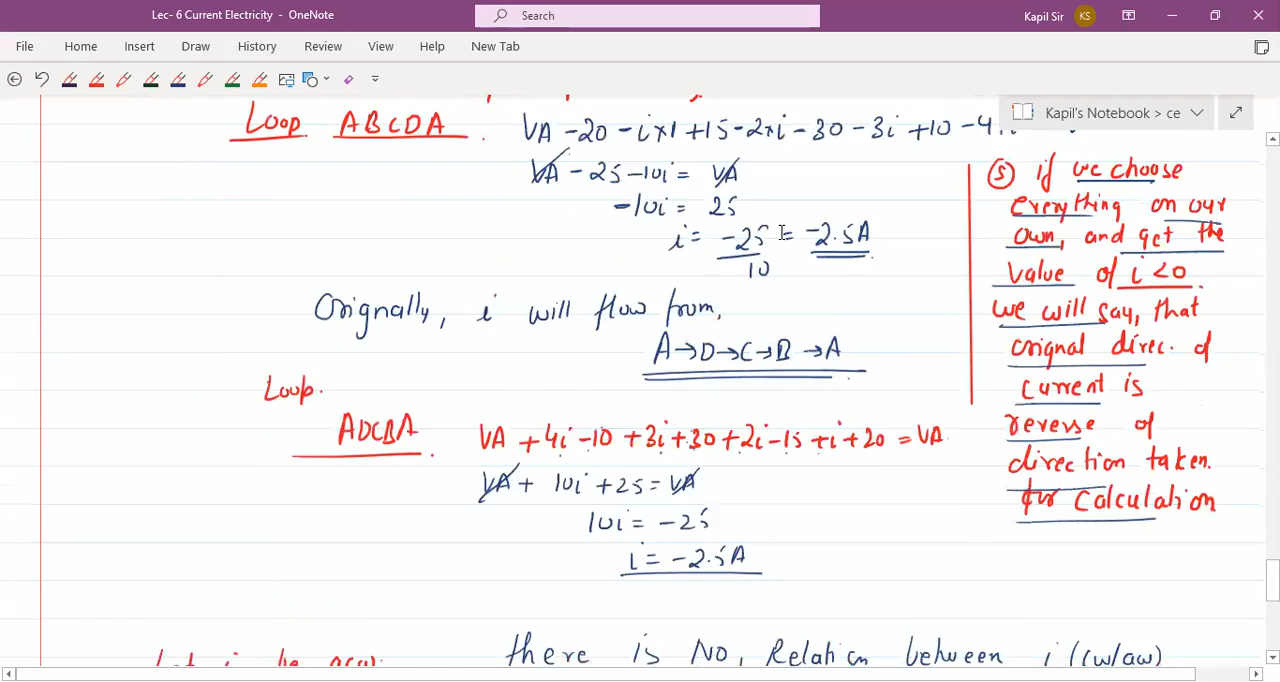 Lec- 6 Current Electricity - OneNote
Search
Kapil Sir KS
File Home Insert Draw History Review View Help New Tab
Kapil's Notebook > ce
Loop ABCDA.
VA -20 -i×1 +15 -2×i -30 -3i +10 -4
VA - 25 -10i = VA
-10i = 25
i = -25/10 = -2.5A
Orignally, i will flow from,
A→D→C→B→A
Loop.
ADCBA
VA + 4i -10 +3i +30 +2i -15 +i +20 = VA
VA + 10i + 25 = VA
10i = -25
i = -2.5A
⑤ if we choose
everything on our
own, and get the
value of i<0.
we will say, that
orignal direc. of
current is
reverse of
direction taken.
for calculation
there is No, Relation between i (cw/acw)